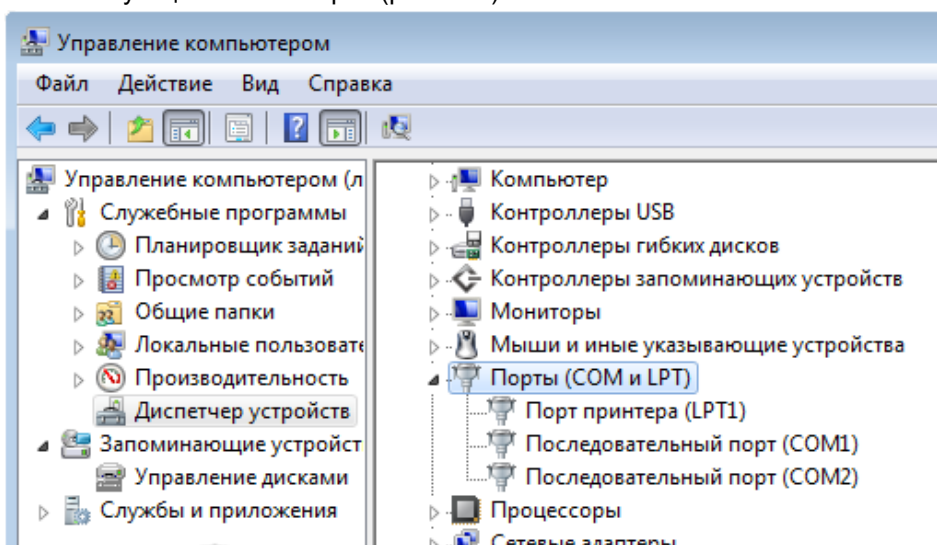 Управление компьютером
Файл Действие Вид Справка
Управление компьютером (л
Служебные программы
Планировщик заданий
Просмотр событий
Общие папки
Локальные пользовате
Производительность
Диспетчер устройств
Запоминающие устройст
Управление дисками
Службы и приложения
Компьютер
Контроллеры USB
Контроллеры гибких дисков
Контроллеры запоминающих устройств
Мониторы
Мыши и иные указывающие устройства
Порты (COM и LPT)
Порт принтера (LPT1)
Последовательный порт (COM1)
Последовательный порт (COM2)
Процессоры
Сетевые адаптеры